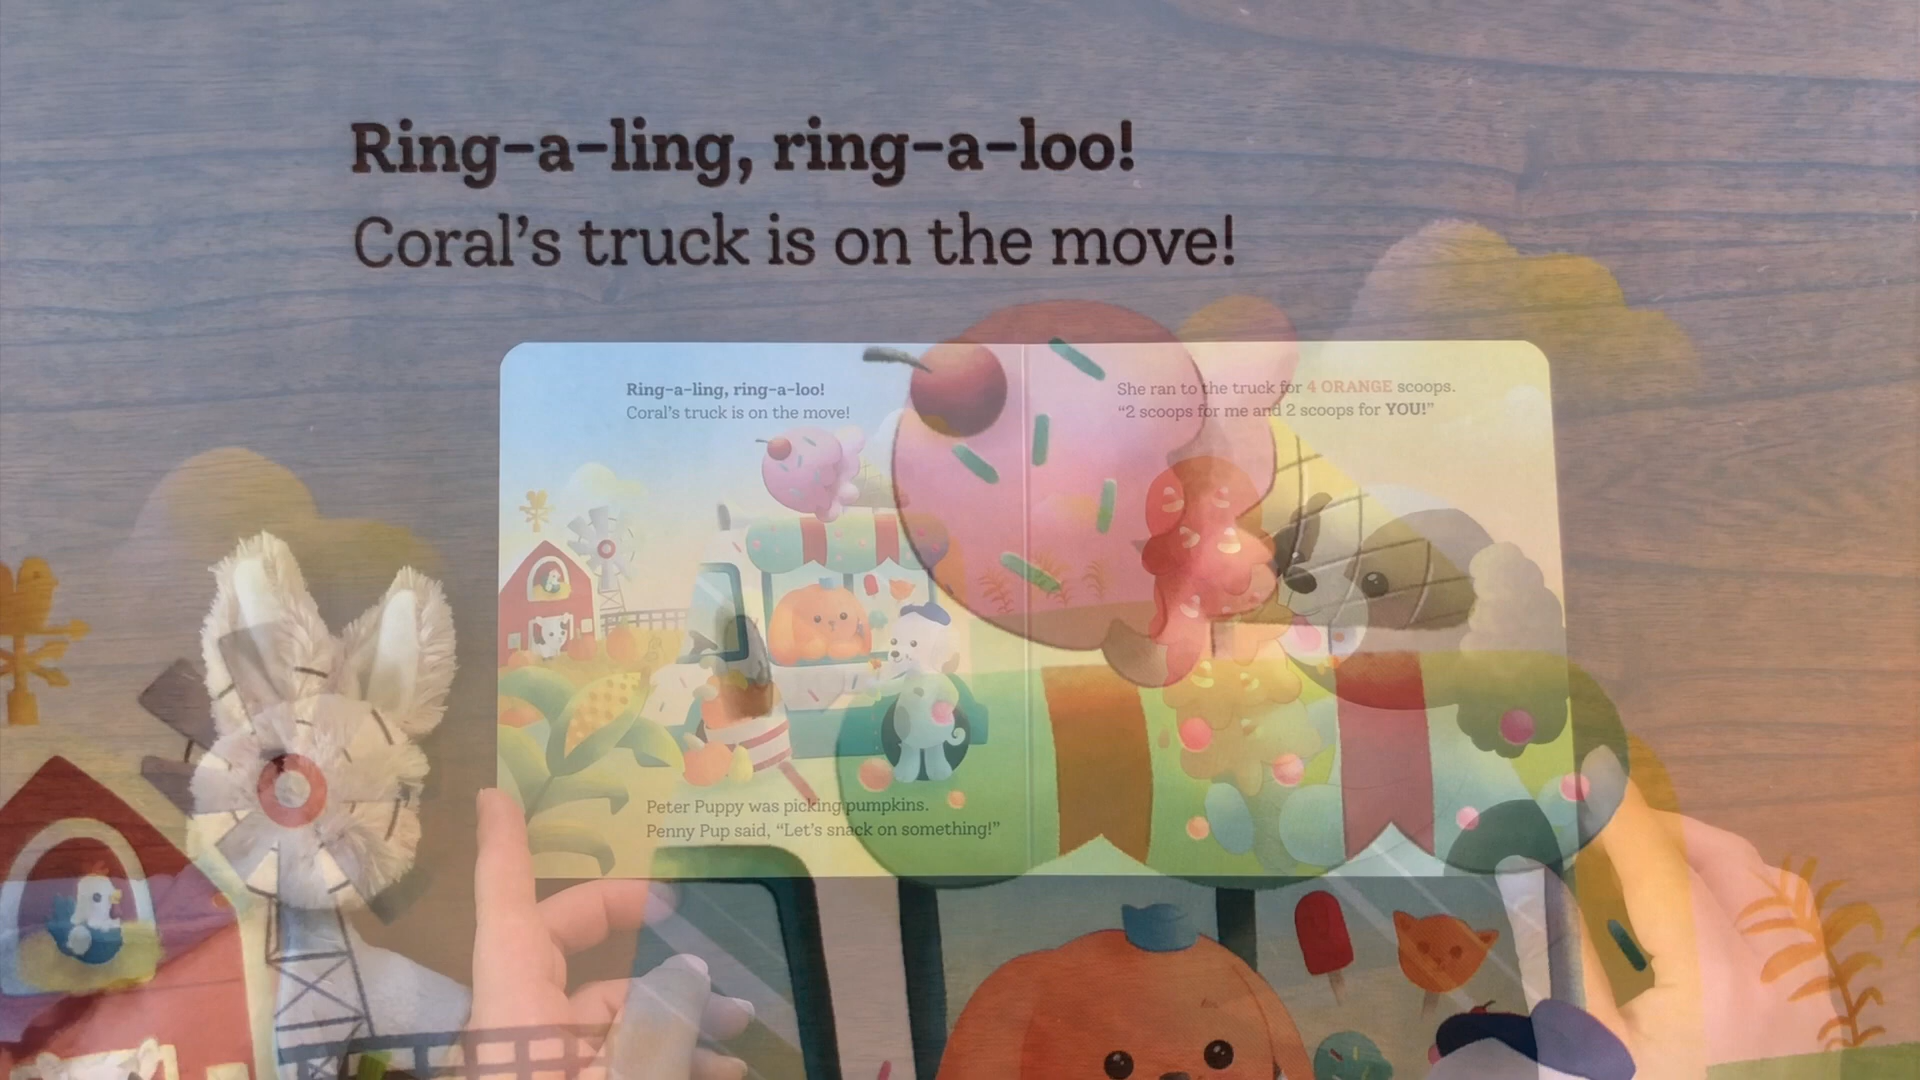 Ring-a-ling, ring-a-loo!
Coral's truck is on the move!
Ring-a-ling, ring-a-loo!
Coral's truck is on the move!
She ran to the truck for 4 ORANGE scoops.
“2 scoops for me and 2 scoops for YOU!”
Peter Puppy was picking pumpkins.
Penny Pup said, “Let's snack on something!”